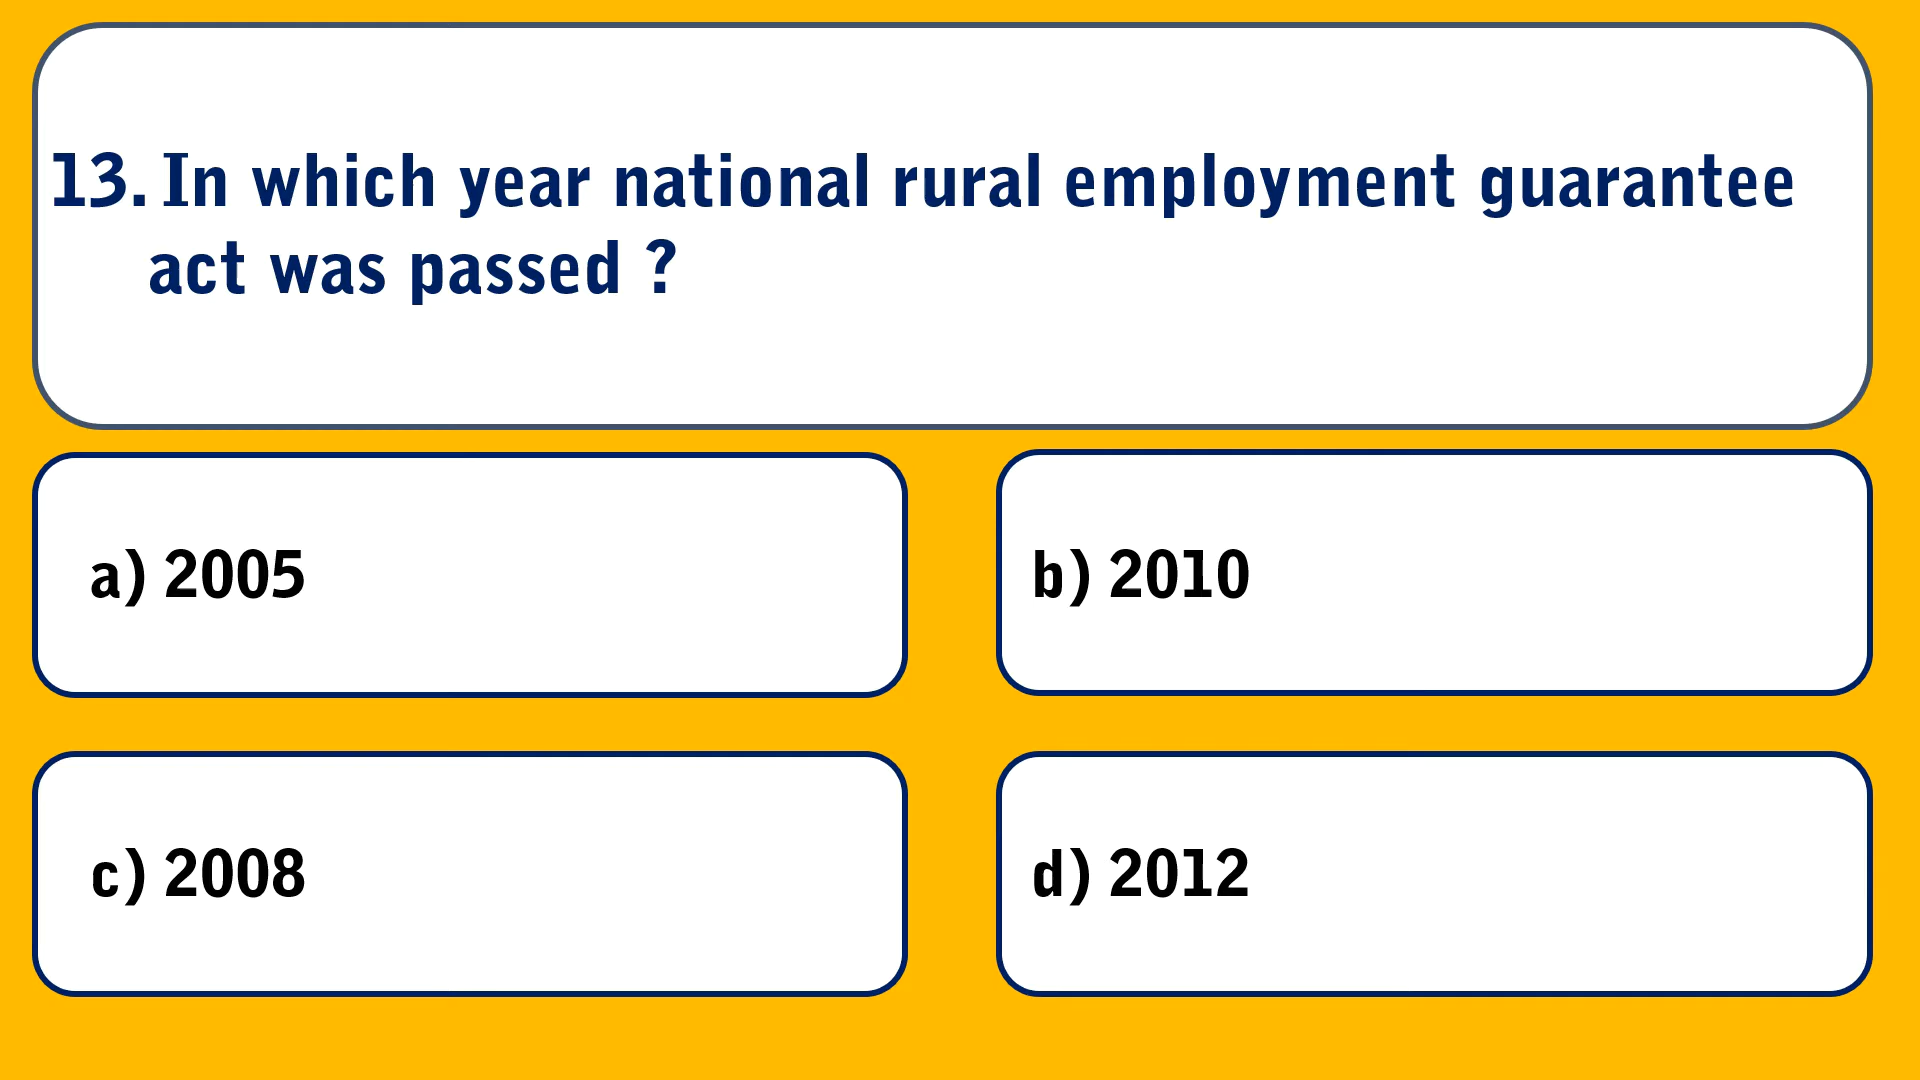 13. In which year national rural employment guarantee
act was passed ?
a) 2005
b) 2010
c) 2008
d) 2012